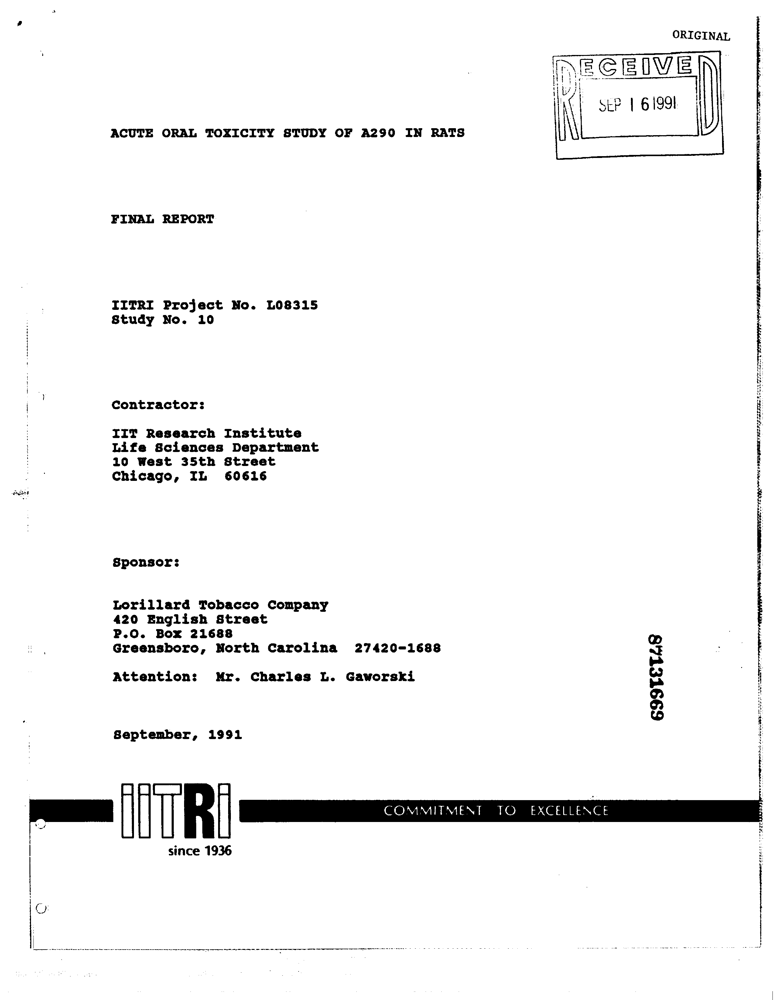 ORIGINAL
RECEIVED
SEP 16 1991
ACUTE ORAL TOXICITY STUDY OF A290 IN RATS
FINAL REPORT
IITRI Project No. L08315
Study No. 10
Contractor:
IIT Research Institute
Life Sciences Department
10 West 35th Street
Chicago, IL 60616
Sponsor:
Lorillard Tobacco Company
420 English Street
P.O. Box 21688
Greensboro, North Carolina 27420-1688
Attention: Mr. Charles L. Gaworski
87131669
September, 1991
IITRI
COMMITMENT TO EXCELLENCE
since 1936